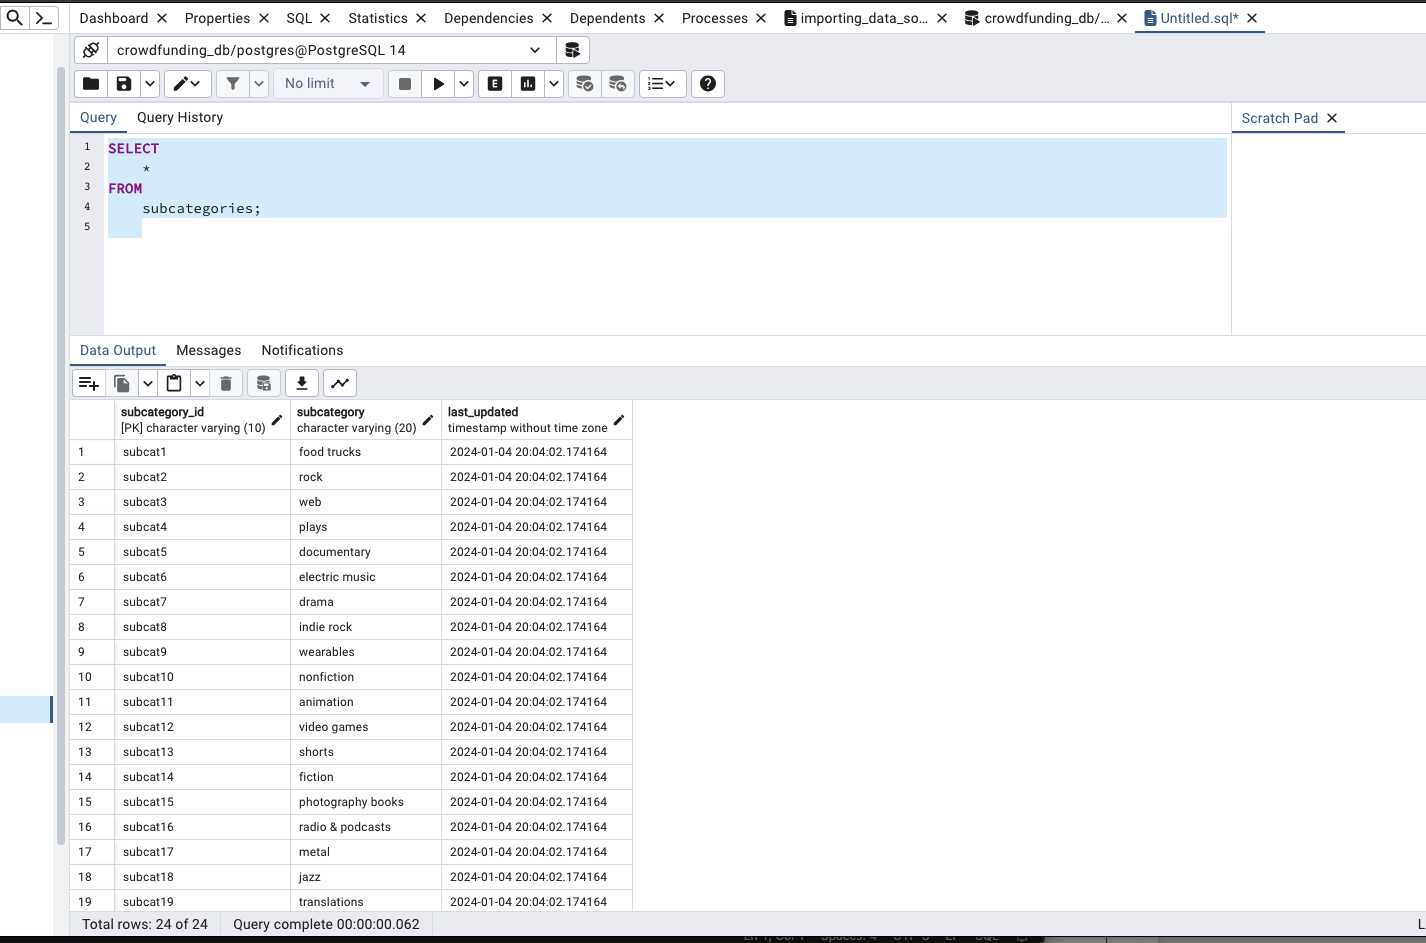 Dashboard Properties SQL Statistics Dependencies Dependents Processes importing_data_so... crowdfunding_db/... Untitled.sql*
crowdfunding_db/postgres@PostgreSQL 14
No limit
Query Query History
Scratch Pad
1 SELECT
2 *
3 FROM
4 subcategories;
5
Data Output Messages Notifications
subcategory_id subcategory last_updated
[PK] character varying (10) character varying (20) timestamp without time zone
1 subcat1 food trucks 2024-01-04 20:04:02.174164
2 subcat2 rock 2024-01-04 20:04:02.174164
3 subcat3 web 2024-01-04 20:04:02.174164
4 subcat4 plays 2024-01-04 20:04:02.174164
5 subcat5 documentary 2024-01-04 20:04:02.174164
6 subcat6 electric music 2024-01-04 20:04:02.174164
7 subcat7 drama 2024-01-04 20:04:02.174164
8 subcat8 indie rock 2024-01-04 20:04:02.174164
9 subcat9 wearables 2024-01-04 20:04:02.174164
10 subcat10 nonfiction 2024-01-04 20:04:02.174164
11 subcat11 animation 2024-01-04 20:04:02.174164
12 subcat12 video games 2024-01-04 20:04:02.174164
13 subcat13 shorts 2024-01-04 20:04:02.174164
14 subcat14 fiction 2024-01-04 20:04:02.174164
15 subcat15 photography books 2024-01-04 20:04:02.174164
16 subcat16 radio & podcasts 2024-01-04 20:04:02.174164
17 subcat17 metal 2024-01-04 20:04:02.174164
18 subcat18 jazz 2024-01-04 20:04:02.174164
19 subcat19 translations 2024-01-04 20:04:02.174164
Total rows: 24 of 24 Query complete 00:00:00.062